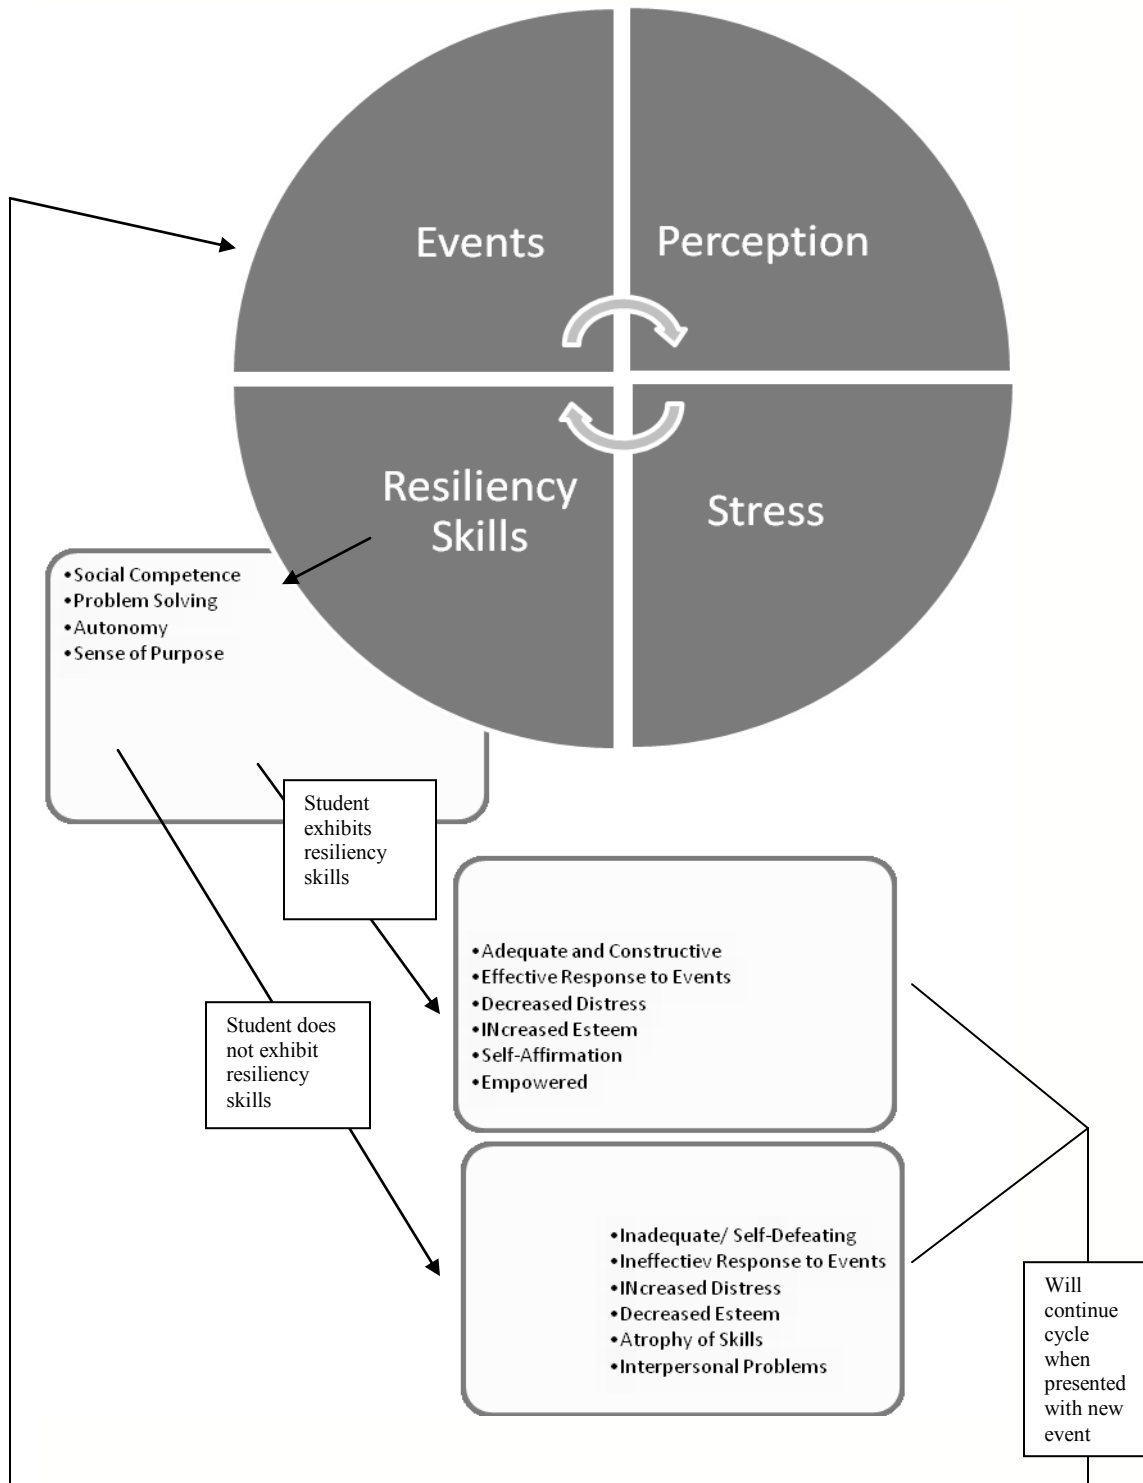 Events
Perception
Resiliency
Skills
Stress
•Social Competence
•Problem Solving
•Autonomy
•Sense of Purpose
Student
exhibits
resiliency
skills
Student does
not exhibit
resiliency
skills
•Adequate and Constructive
•Effective Response to Events
•Decreased Distress
•INcreased Esteem
•Self-Affirmation
•Empowered
•Inadequate/ Self-Defeating
•Ineffectiev Response to Events
•INcreased Distress
•Decreased Esteem
•Atrophy of Skills
•Interpersonal Problems
Will
continue
cycle
when
presented
with new
event